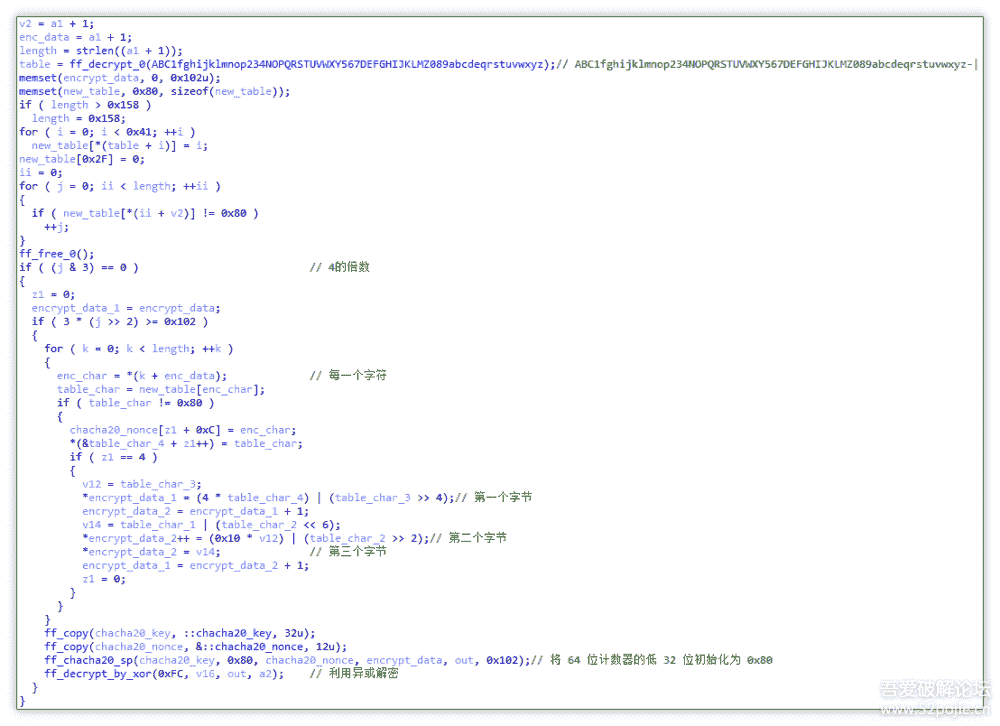 v2 = a1 + 1;
enc_data = a1 + 1;
length = strlen((a1 + 1));
table = ff_decrypt_0(ABC1fghijklmnop234NOPQRSTUVWXY567DEFGHIJKLMZ089abcdeqrstuvwxyz);// ABC1fghijklmnop234NOPQRSTUVWXY567DEFGHIJKLMZ089abcdeqrstuvwxyz-|
memset(encrypt_data, 0, 0x102u);
memset(new_table, 0x80, sizeof(new_table));
if ( length > 0x158 )
length = 0x158;
for ( i = 0; i < 0x41; ++i )
new_table[*(table + i)] = i;
new_table[0x2F] = 0;
ii = 0;
for ( j = 0; ii < length; ++ii )
{
if ( new_table[*(ii + v2)] != 0x80 )
++j;
}
ff_free_0();
if ( (j & 3) == 0 ) // 4的倍数
{
z1 = 0;
encrypt_data_1 = encrypt_data;
if ( 3 * (j >> 2) >= 0x102 )
{
for ( k = 0; k < length; ++k )
{
enc_char = *(k + enc_data); // 每一个字符
table_char = new_table[enc_char];
if ( table_char != 0x80 )
{
chacha20_nonce[z1 + 0xC] = enc_char;
*(&table_char_4 + z1++) = table_char;
if ( z1 == 4 )
{
v12 = table_char_3;
*encrypt_data_1 = (4 * table_char_4) | (table_char_3 >> 4);// 第一个字节
encrypt_data_2 = encrypt_data_1 + 1;
v14 = table_char_1 | (table_char_2 << 6);
*encrypt_data_2++ = (0x10 * v12) | (table_char_2 >> 2);// 第二个字节
*encrypt_data_2 = v14; // 第三个字节
encrypt_data_1 = encrypt_data_2 + 1;
z1 = 0;
}
}
}
ff_copy(chacha20_key, ::chacha20_key, 32u);
ff_copy(chacha20_nonce, &::chacha20_nonce, 12u);
ff_chacha20_sp(chacha20_key, 0x80, chacha20_nonce, encrypt_data, out, 0x102);// 将 64 位计数器的低 32 位初始化为 0x80
ff_decrypt_by_xor(0xFC, v16, out, a2); // 利用异或解密
}
}
吾爱破解论坛
www.52pojie.cn